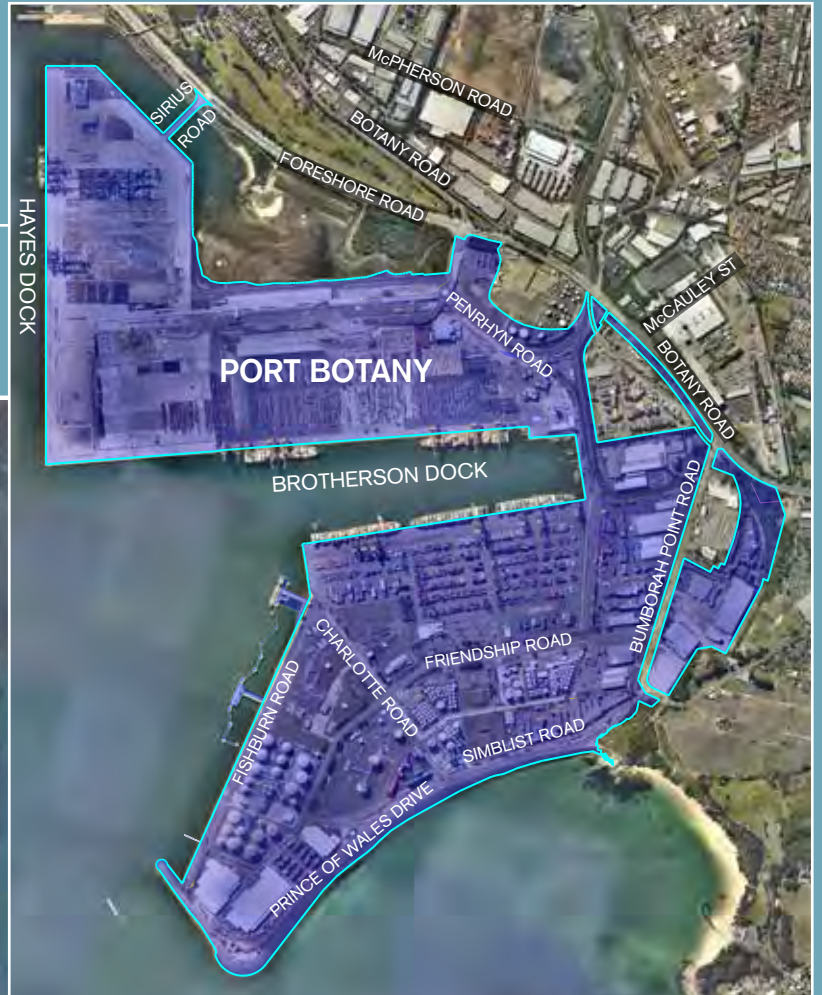 McPHERSON ROAD
SIRIUS
ROAD
BOTANY ROAD
FORESHORE ROAD
HAYES DOCK
McCAULEY ST
PENRHYN ROAD
BOTANY ROAD
PORT BOTANY
BROTHERSON DOCK
BUMBORAH POINT ROAD
CHARLOTTE ROAD
FRIENDSHIP ROAD
FISHBURN ROAD
SIMBLIST ROAD
PRINCE OF WALES DRIVE